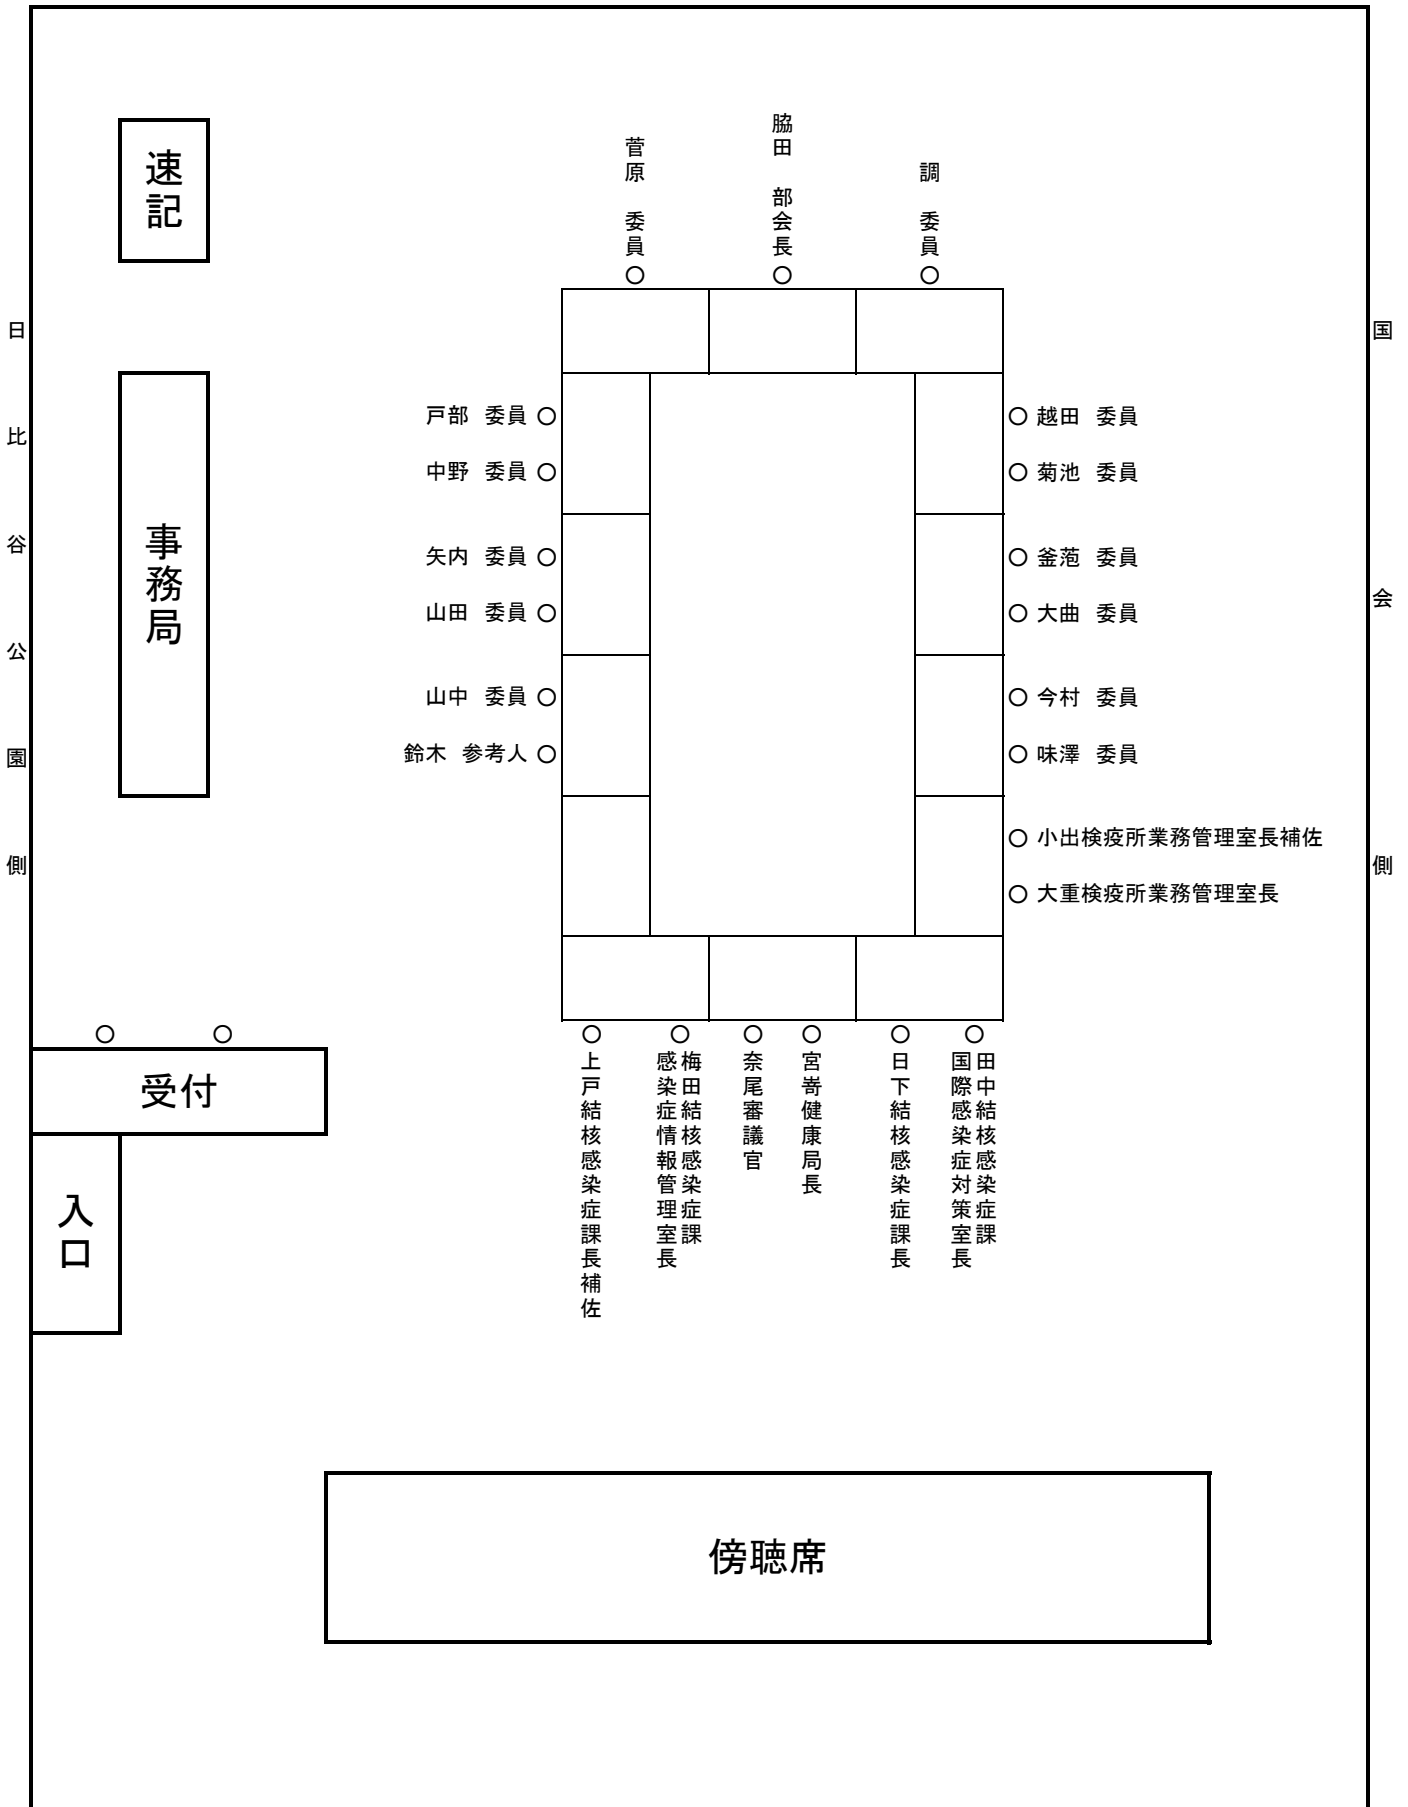 速記
菅原 委員
脇田 部会長
調 委員
日比谷公園側
国会側
事務局
戸部 委員
中野 委員
矢内 委員
山田 委員
山中 委員
鈴木 参考人
越田 委員
菊池 委員
釜萢 委員
大曲 委員
今村 委員
味澤 委員
小出検疫所業務管理室長補佐
大重検疫所業務管理室長
受付
入口
上戸結核感染症課長補佐
梅田結核感染症課
感染症情報管理室長
奈尾審議官
宮嵜健康局長
日下結核感染症課長
田中結核感染症課
国際感染症対策室長
傍聴席